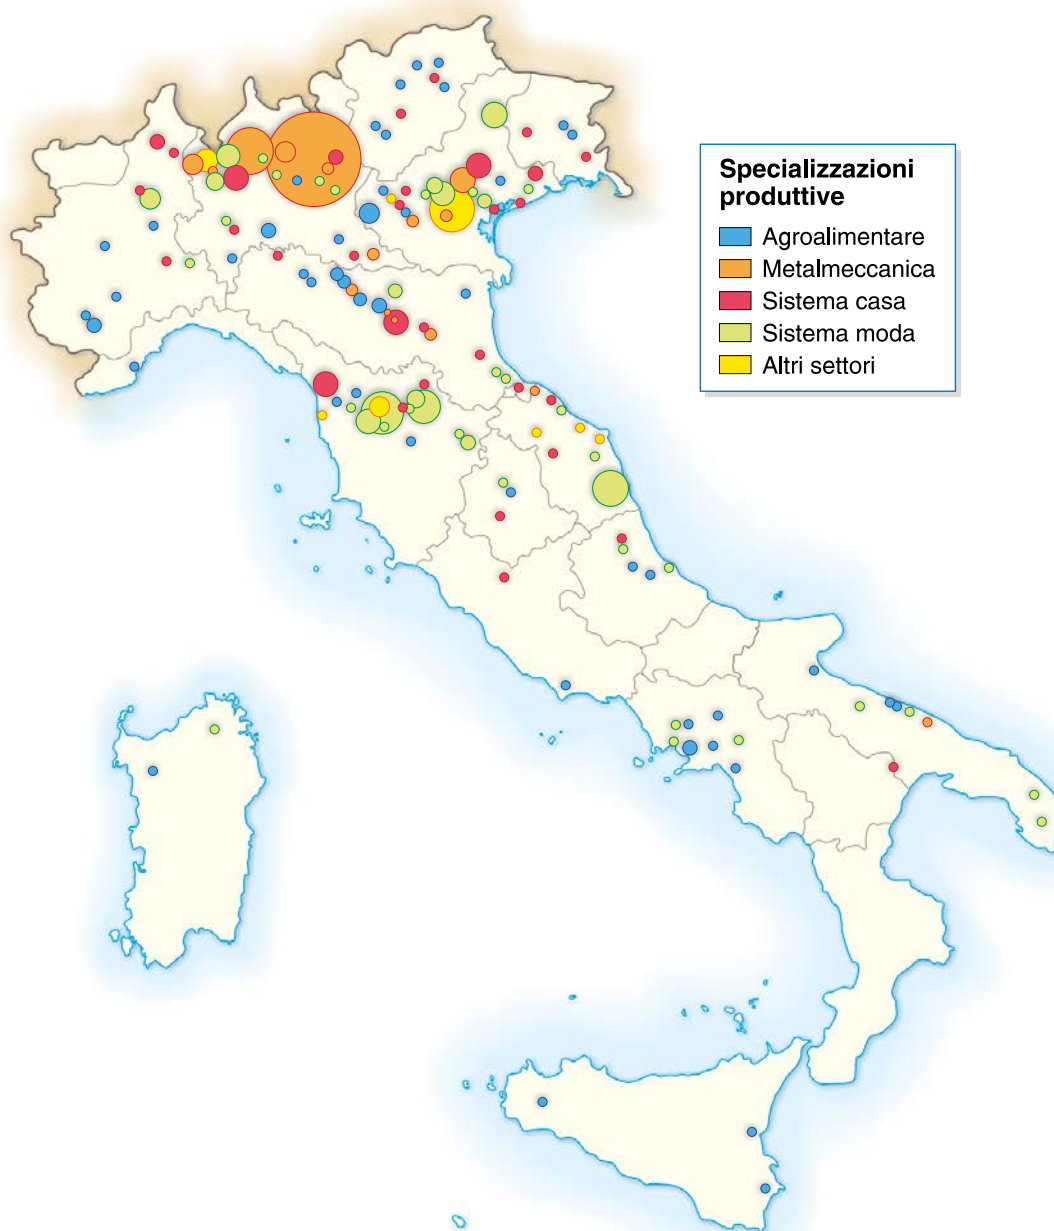 Specializzazioni
produttive
Agroalimentare
Metalmeccanica
Sistema casa
Sistema moda
Altri settori